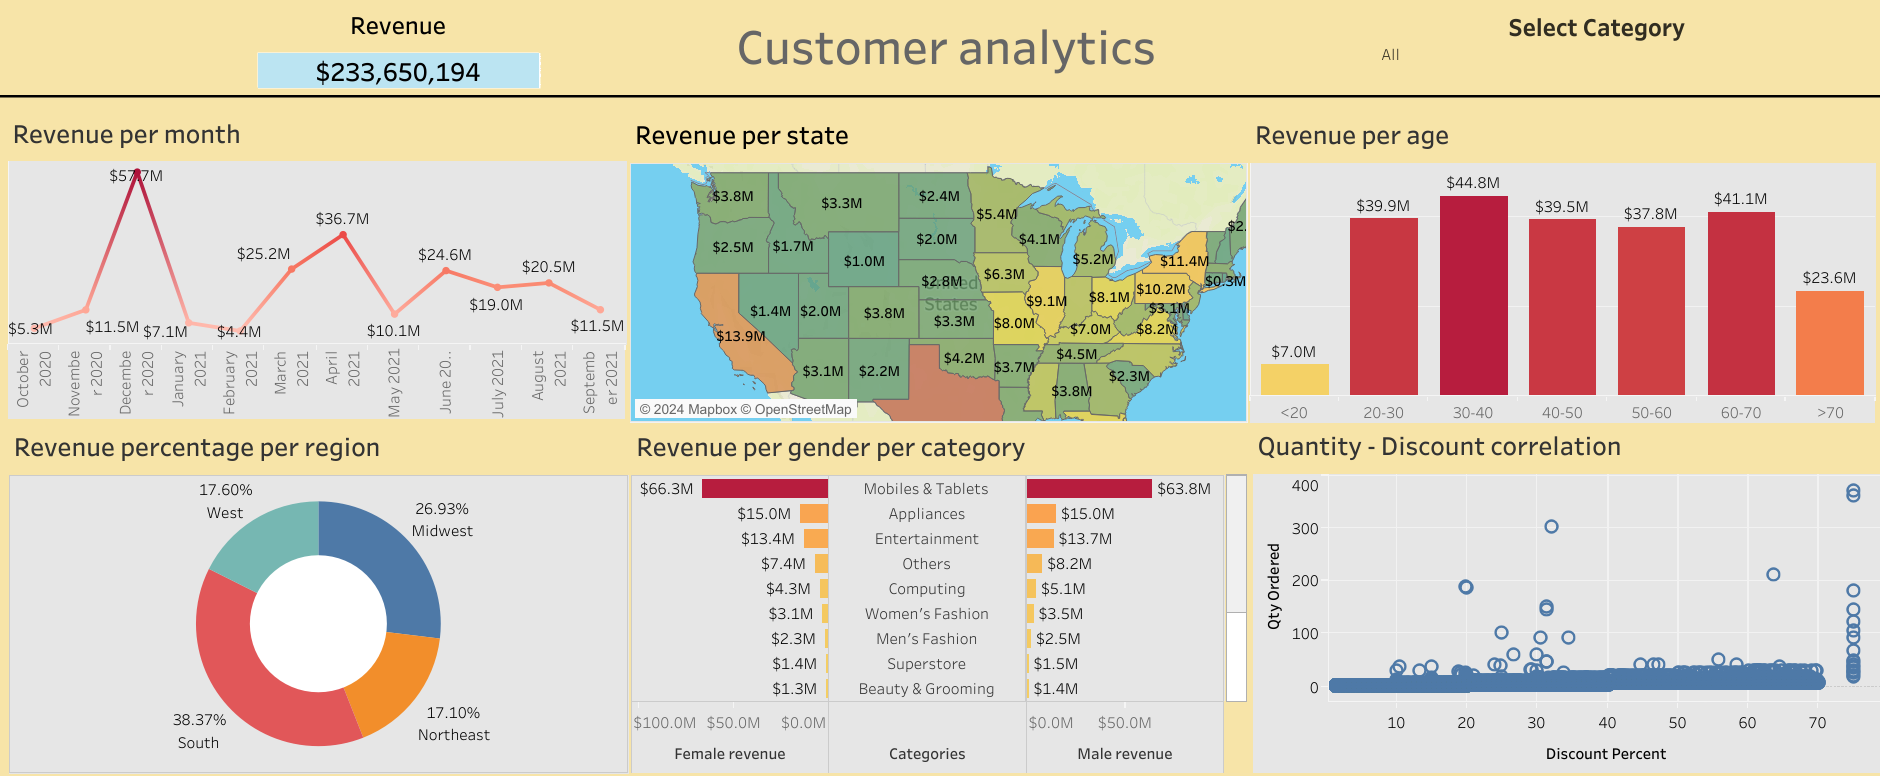 Revenue
$233,650,194
Customer analytics
Select Category
All
Revenue per month
$57.7M
$36.7M
$25.2M
$24.6M
$20.5M
$19.0M
$5.3M
$11.5M
$7.1M
$4.4M
$10.1M
$11.5M
October
2020
Novembe
r 2020
Decembe
r 2020
January
2021
February
2021
March
2021
April
2021
May 2021
June 20..
July 2021
August
2021
Septemb
er 2021
Revenue per state
$3.8M
$3.3M
$2.4M
$5.4M
$2.5M
$1.7M
$2.0M
$4.1M
$1.0M
$5.2M
$11.4M
$6.3M
$2.8M
$0.3M
United
States
$10.2M
$8.1M
$9.1M
$1.4M
$2.0M
$3.8M
$3.3M
$8.0M
$7.0M
$3.1M
$8.2M
$13.9M
$4.2M
$4.5M
$3.1M
$2.2M
$3.7M
$2.3M
$3.8M
© 2024 Mapbox © OpenStreetMap
Revenue per age
$7.0M
$39.9M
$44.8M
$39.5M
$37.8M
$41.1M
$23.6M
<20
20-30
30-40
40-50
50-60
60-70
>70
Revenue percentage per region
17.60%
West
26.93%
Midwest
38.37%
South
17.10%
Northeast
Revenue per gender per category
$66.3M Mobiles & Tablets $63.8M
$15.0M Appliances $15.0M
$13.4M Entertainment $13.7M
$7.4M Others $8.2M
$4.3M Computing $5.1M
$3.1M Women's Fashion $3.5M
$2.3M Men's Fashion $2.5M
$1.4M Superstore $1.5M
$1.3M Beauty & Grooming $1.4M
$100.0M $50.0M $0.0M $0.0M $50.0M
Female revenue Categories Male revenue
Quantity - Discount correlation
Qty Ordered
400
300
200
100
0
10 20 30 40 50 60 70
Discount Percent